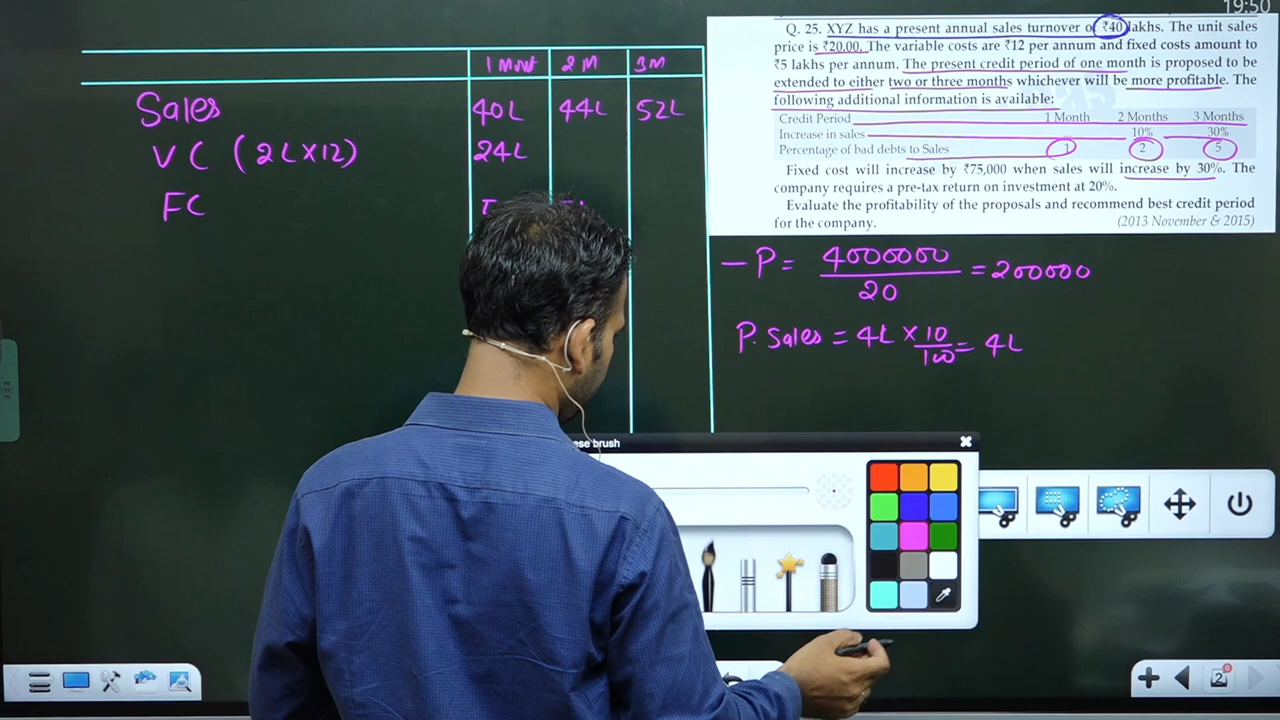 19:50
Q. 25. XYZ has a present annual sales turnover of ₹40 lakhs. The unit sales
price is ₹20.00. The variable costs are ₹12 per annum and fixed costs amount to
₹5 lakhs per annum. The present credit period of one month is proposed to be
extended to either two or three months whichever will be more profitable. The
following additional information is available:
Credit Period 1 Month 2 Months 3 Months
Increase in sales ... 10% 30%
Percentage of bad debts to Sales 1 2 5
Fixed cost will increase by ₹75,000 when sales will increase by 30%. The
company requires a pre-tax return on investment at 20%.
Evaluate the profitability of the proposals and recommend best credit period
for the company. (2013 November & 2015)
2M 3M
Sales 40L 44L 52L
VC (2L×12) 24L
FC
P = 4000000 / 20 = 200000
P. Sales = 4L × 10/100 = 4L
ese brush
2